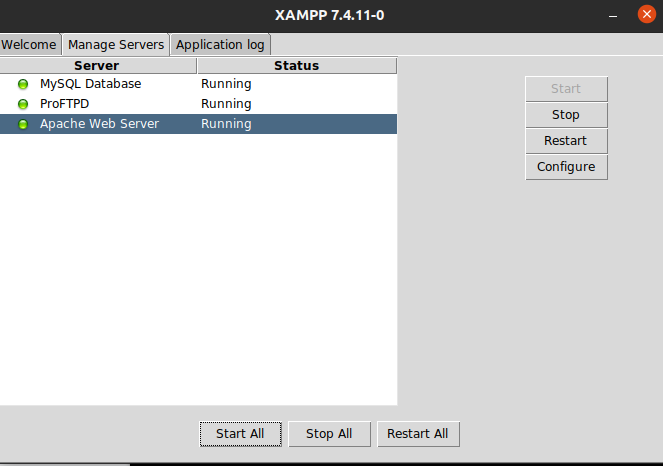 XAMPP 7.4.11-0
Welcome Manage Servers Application log
Server Status
MySQL Database Running
ProFTPD Running
Apache Web Server Running
Start
Stop
Restart
Configure
Start All Stop All Restart All